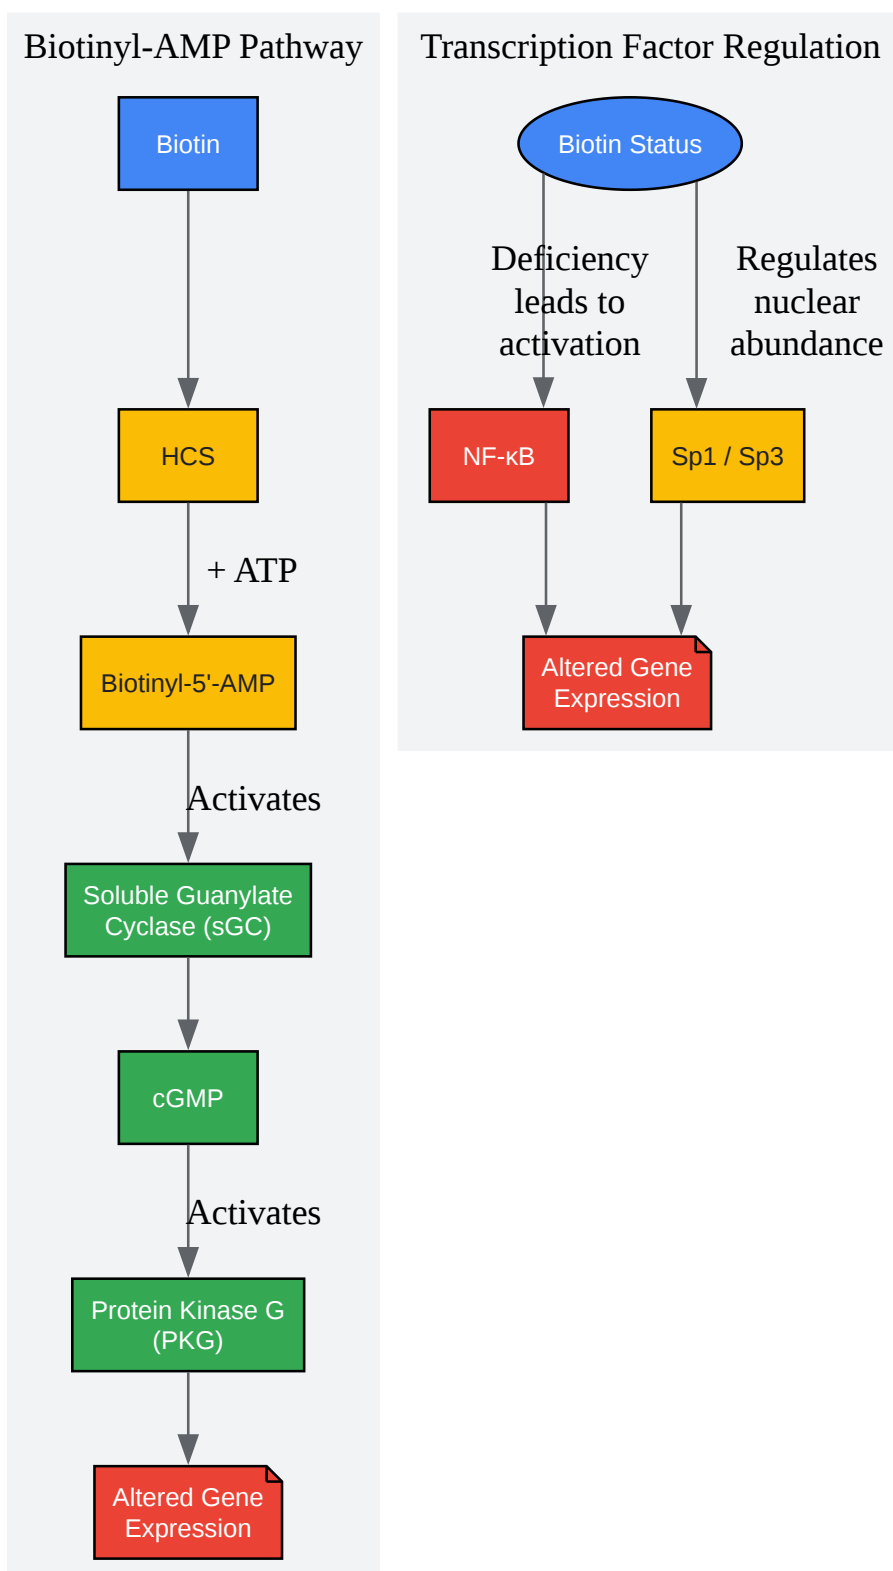 Biotinyl-AMP Pathway
Biotin
HCS
+ ATP
Biotinyl-5'-AMP
Activates
Soluble Guanylate
Cyclase (sGC)
cGMP
Activates
Protein Kinase G
(PKG)
Altered Gene
Expression
Transcription Factor Regulation
Biotin Status
Deficiency
leads to
activation
Regulates
nuclear
abundance
NF-κB
Sp1 / Sp3
Altered Gene
Expression